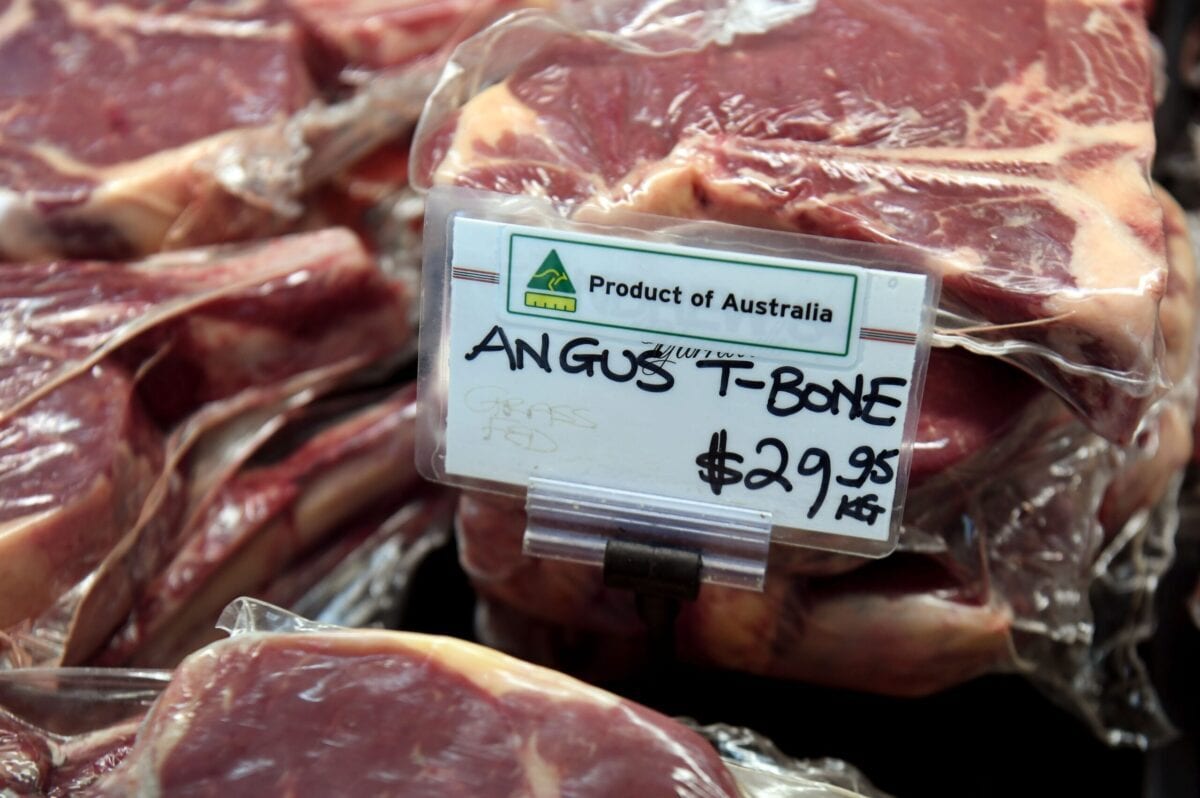 Product of Australia
ANGUS T-BONE
GRASS
FED
$29 95
KG